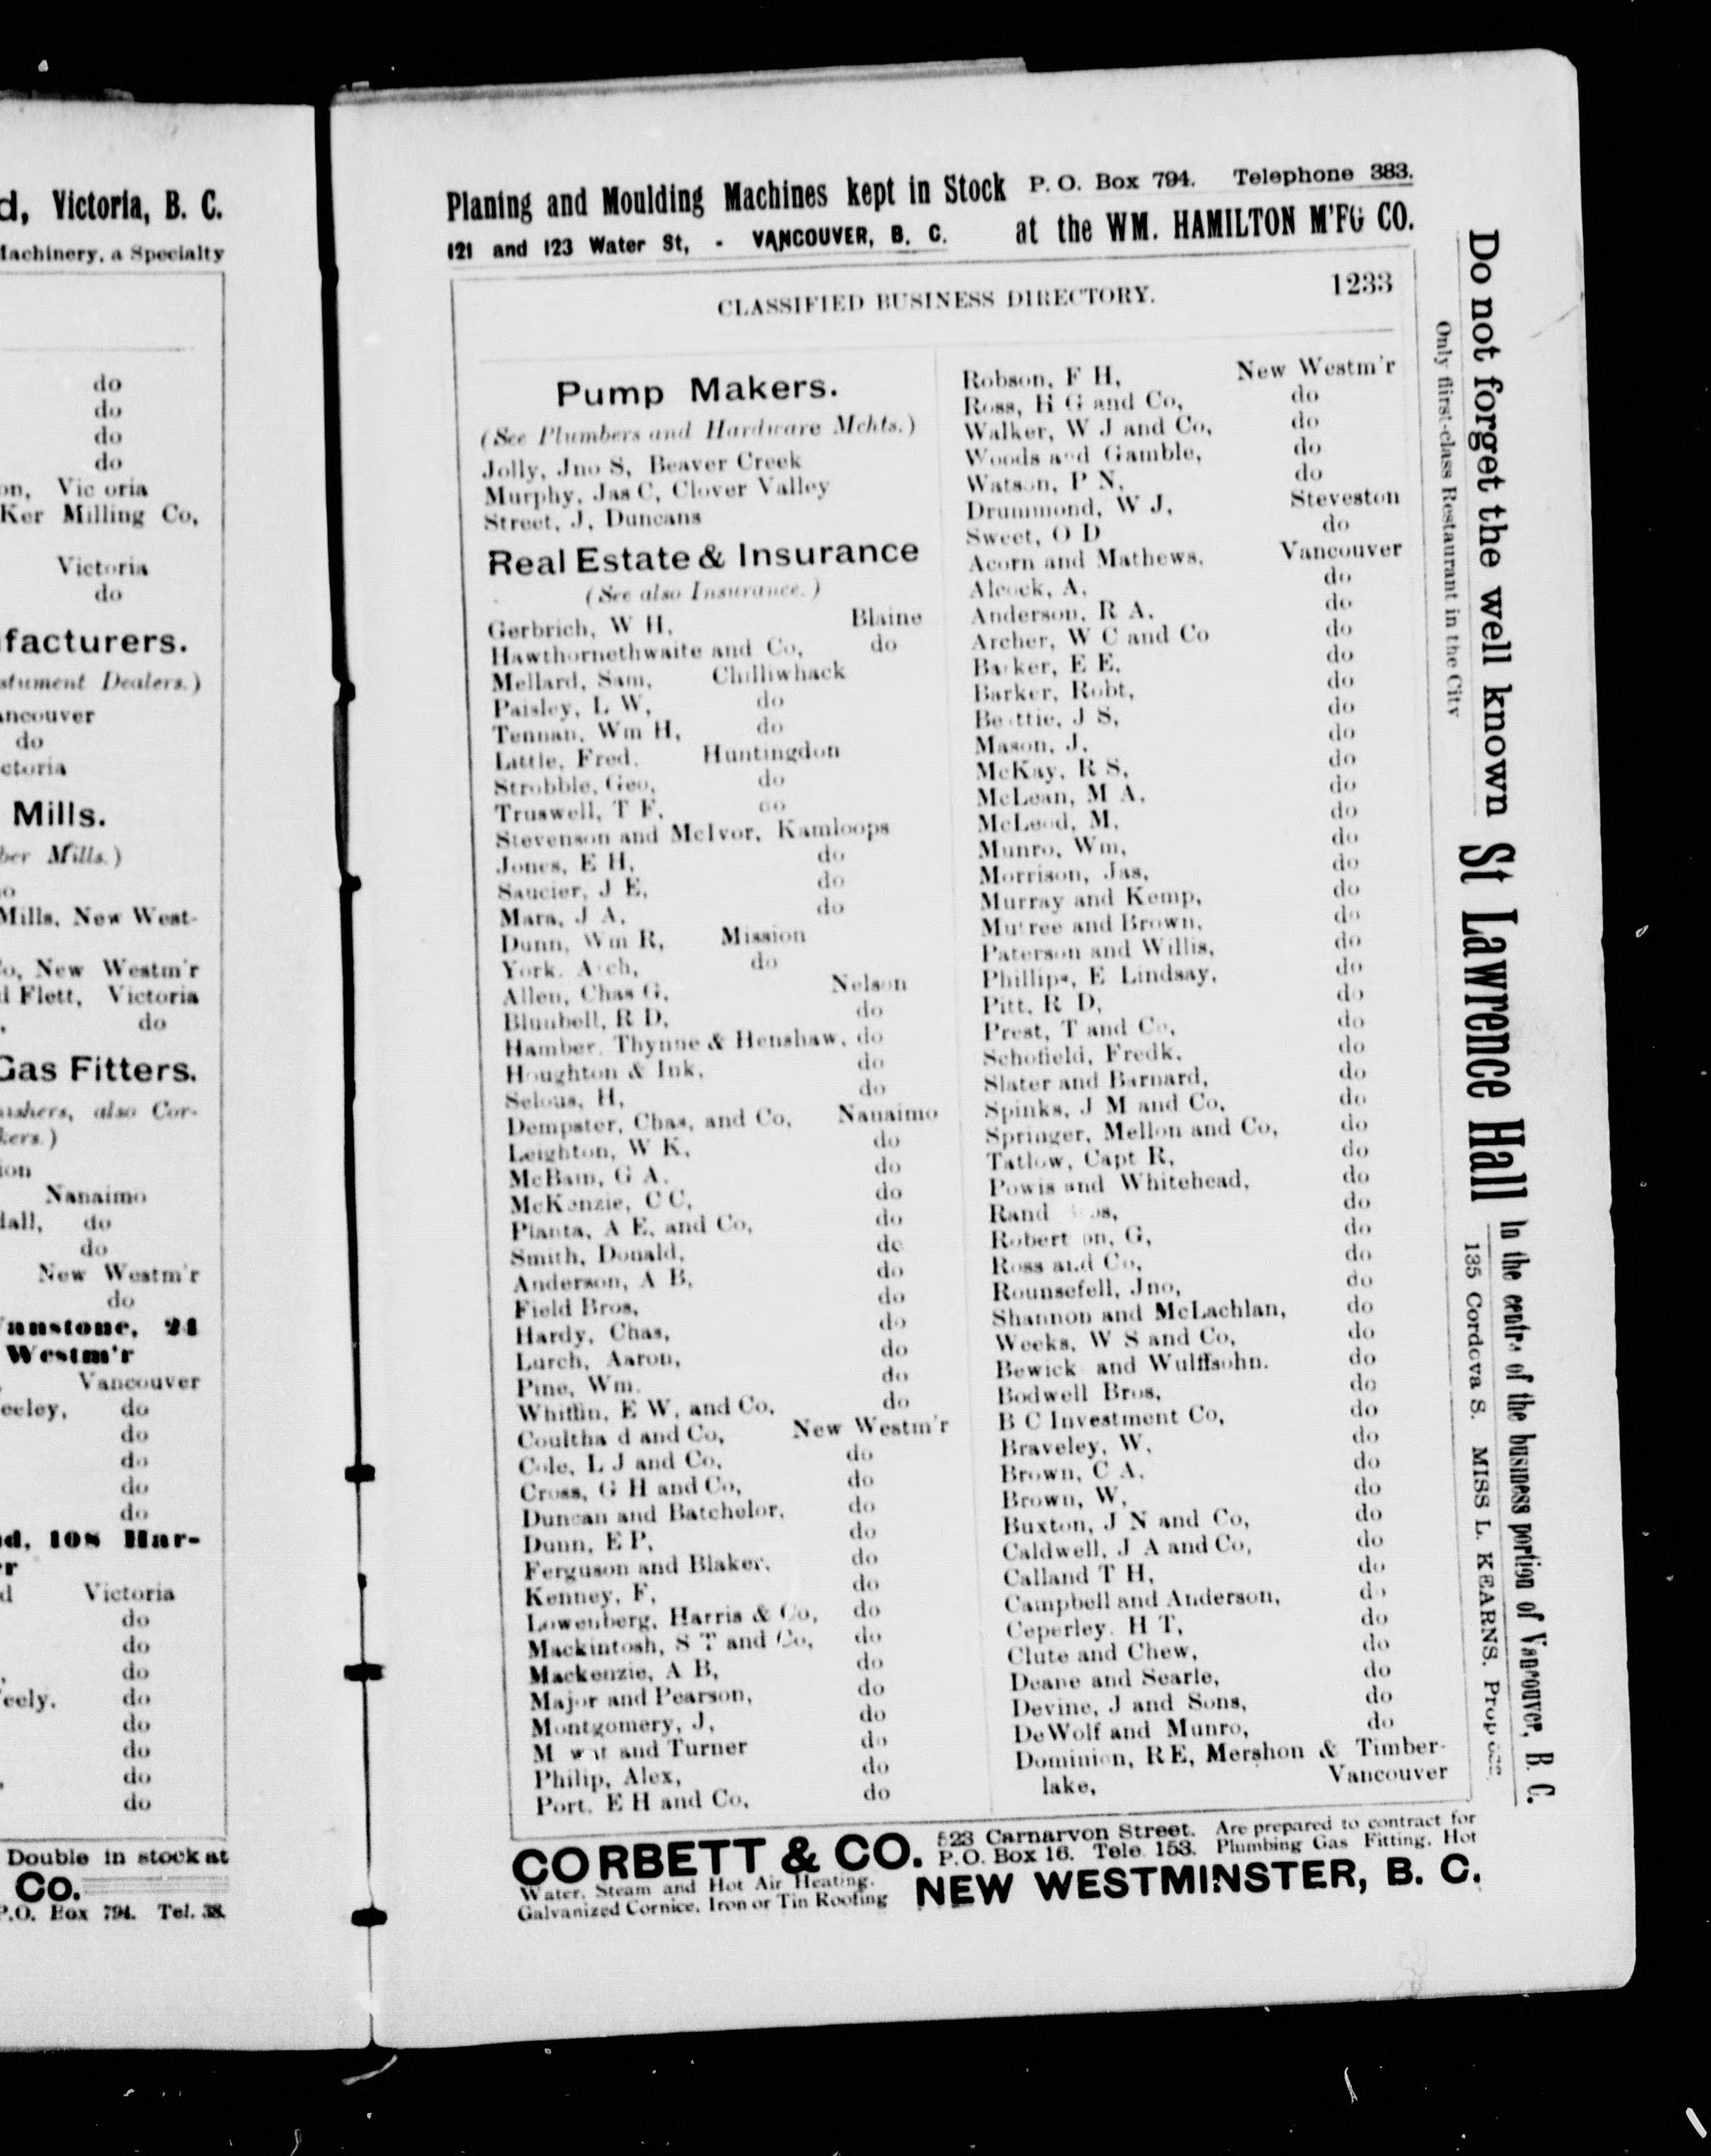 d, Victoria, B. C.
Machinery, a Specialty
do
do
do
do
on, Vic oria
Ker Milling Co,
Victoria
do
facturers.
stument Dealers.)
ancouver
do
ctoria
Mills.
ber Mills.)
Mills, New West-
Co, New Westm'r
d Flett, Victoria
do
Gas Fitters.
ishers, also Cor-
kers.)
ion
Nanaimo
dall, do
do
New Westm'r
do
Vanstone, 21
Westm'r
Vancouver
eeley, do
do
do
do
do
d, 108 Har-
r
d Victoria
do
do
do
eely, do
do
do
do
do
Double in stock at
Co.
P.O. Box 794. Tel. 38.
Planing and Moulding Machines kept in Stock P. O. Box 794. Telephone 383.
121 and 123 Water St, - VANCOUVER, B. C. at the WM. HAMILTON M'FG CO.
CLASSIFIED BUSINESS DIRECTORY. 1233
Pump Makers.
(See Plumbers and Hardware Mchts.)
Jolly, Jno S, Beaver Creek
Murphy, Jas C, Clover Valley
Street, J, Duncans
Real Estate & Insurance
(See also Insurance.)
Gerbrich, W H, Blaine
Hawthornethwaite and Co, do
Mellard, Sam, Chilliwhack
Paisley, L W, do
Tennan, Wm H, do
Little, Fred, Huntingdon
Strobble, Geo, do
Truswell, T F, do
Stevenson and McIvor, Kamloops
Jones, E H, do
Saucier, J E, do
Mara, J A, do
Dunn, Wm R, Mission
York, A ch, do
Allen, Chas G, Nelson
Blunbell, R D, do
Hamber, Thynne & Henshaw, do
Houghton & Ink, do
Selous, H, do
Dempster, Chas, and Co, Nanaimo
Leighton, W K, do
McBain, G A, do
McKenzie, C C, do
Planta, A E, and Co, do
Smith, Donald, do
Anderson, A B, do
Field Bros, do
Hardy, Chas, do
Lurch, Aaron, do
Pine, Wm. do
Whitlin, E W, and Co, do
Coultha d and Co, New Westm'r
Cole, L J and Co, do
Cross, G H and Co, do
Duncan and Batchelor, do
Dunn, E P, do
Ferguson and Blaker, do
Kenney, F, do
Lowenberg, Harris & Co, do
Mackintosh, S T and Co, do
Mackenzie, A B, do
Major and Pearson, do
Montgomery, J, do
M w at and Turner do
Philip, Alex, do
Port, E H and Co, do
Robson, F H, New Westm'r
Ross, H G and Co, do
Walker, W J and Co, do
Woods and Gamble, do
Watson, P N, do
Drummond, W J, Steveston
Sweet, O D do
Acorn and Mathews, Vancouver
Alcock, A, do
Anderson, R A, do
Archer, W C and Co do
Barker, E E, do
Barker, Robt, do
Be ttie, J S, do
Mason, J, do
McKay, R S, do
McLean, M A, do
McLeod, M, do
Munro, Wm, do
Morrison, Jas, do
Murray and Kemp, do
Mutree and Brown, do
Paterson and Willis, do
Phillips, E Lindsay, do
Pitt, R D, do
Prest, T and Co, do
Schofield, Fredk, do
Slater and Barnard, do
Spinks, J M and Co, do
Springer, Mellon and Co, do
Tatlow, Capt R, do
Powis and Whitehead, do
Rand os, do
Robert on, G, do
Ross and Co, do
Rounsefell, Jno, do
Shannon and McLachlan, do
Weeks, W S and Co, do
Bewick and Wulffsohn. do
Bodwell Bros, do
B C Investment Co, do
Braveley, W, do
Brown, C A, do
Brown, W, do
Buxton, J N and Co, do
Caldwell, J A and Co, do
Calland T H, do
Campbell and Anderson, do
Ceperley, H T, do
Clute and Chew, do
Deane and Searle, do
Devine, J and Sons, do
DeWolf and Munro, do
Dominion, R E, Mershon & Timber-
lake, Vancouver
Do not forget the well known St Lawrence Hall In the centre of the business portion of Vancouver, B. C.
Only flirst-class Restaurant in the City 135 Cordova S. MISS L. KEARNS, Prop
CORBETT & CO. 523 Carnarvon Street. Are prepared to contract for
P.O. Box 16. Tele. 153. Plumbing Gas Fitting, Hot
Water, Steam and Hot Air Heating.
Galvanized Cornice, Iron or Tin Roofing NEW WESTMINSTER, B. C.